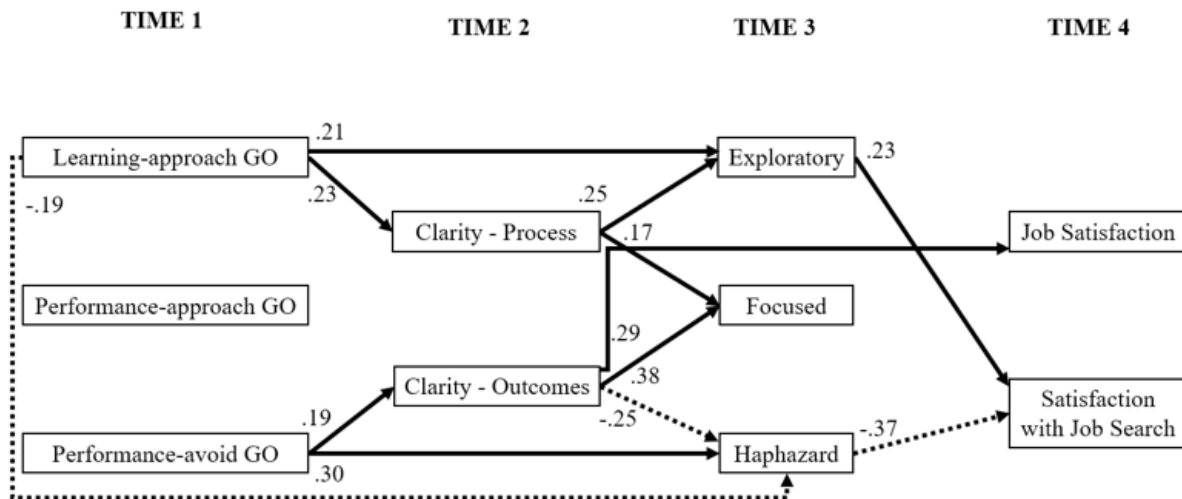 TIME 1
TIME 2
TIME 3
TIME 4
.21
Learning-approach GO
Exploratory
.23
-.19
.23
.25
Clarity - Process
.17
Job Satisfaction
Performance-approach GO
Focused
.29
Clarity - Outcomes
.38
Satisfaction
with Job Search
.19
-.25
-.37
Performance-avoid GO
Haphazard
.30